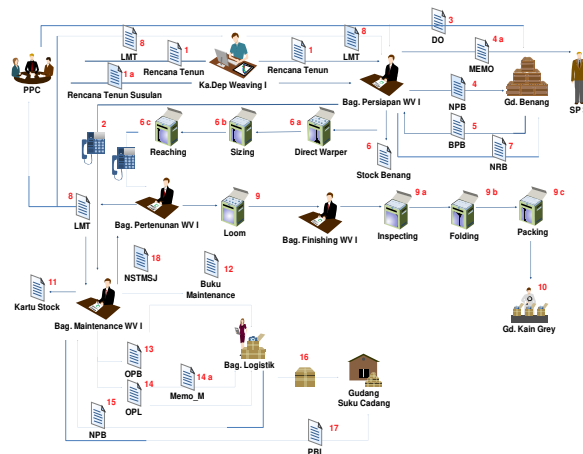 3
DO
8
LMT
1
Rencana Tenun
1
Rencana Tenun
8
LMT
4 a
MEMO
PPC
Ka.Dep Weaving I
1 a
Rencana Tenun Susulan
Bag. Persiapan WV I
4
NPB
Gd. Benang
SP
2
6 c
Reaching
6 b
Sizing
6 a
Direct Warper
6
Stock Benang
5
BPB
7
NRB
8
LMT
Bag. Pertenunan WV I
9
Loom
Bag. Finishing WV I
9 a
Inspecting
9 b
Folding
9 c
Packing
18
NSTMSJ
12
Buku
Maintenance
11
Kartu Stock
Bag. Maintenance WV I
10
Gd. Kain Grey
13
OPB
14
OPL
14 a
Memo_M
Bag. Logistik
16
Gudang
Suku Cadang
15
NPB
17
PBL